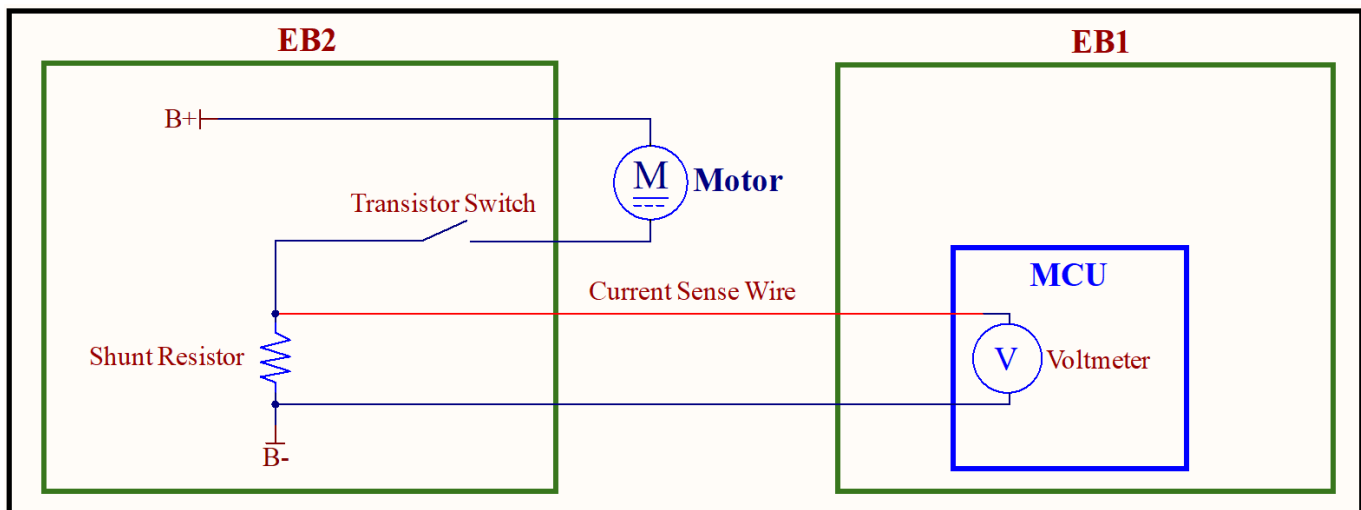 EB2
EB1
B+
M
Motor
Transistor Switch
MCU
Current Sense Wire
Shunt Resistor
V
Voltmeter
B-